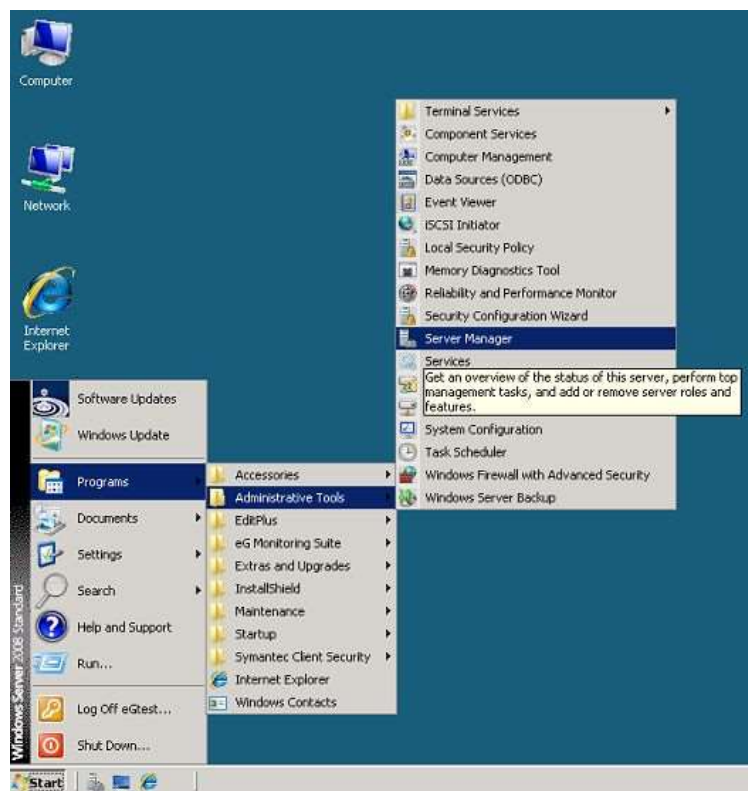 Computer
Network
Internet
Explorer
Software Updates
Windows Update
Programs
Documents
Settings
Search
Help and Support
Run...
Log Off eGtest...
Shut Down...
Windows Server 2008 Standard
Start
Accessories
Administrative Tools
EditPlus
eG Monitoring Suite
Extras and Upgrades
InstallShield
Maintenance
Startup
Symantec Client Security
Internet Explorer
Windows Contacts
Terminal Services
Component Services
Computer Management
Data Sources (ODBC)
Event Viewer
iSCSI Initiator
Local Security Policy
Memory Diagnostics Tool
Reliability and Performance Monitor
Security Configuration Wizard
Server Manager
Services
Get an overview of the status of this server, perform top
management tasks, and add or remove server roles and
features.
System Configuration
Task Scheduler
Windows Firewall with Advanced Security
Windows Server Backup